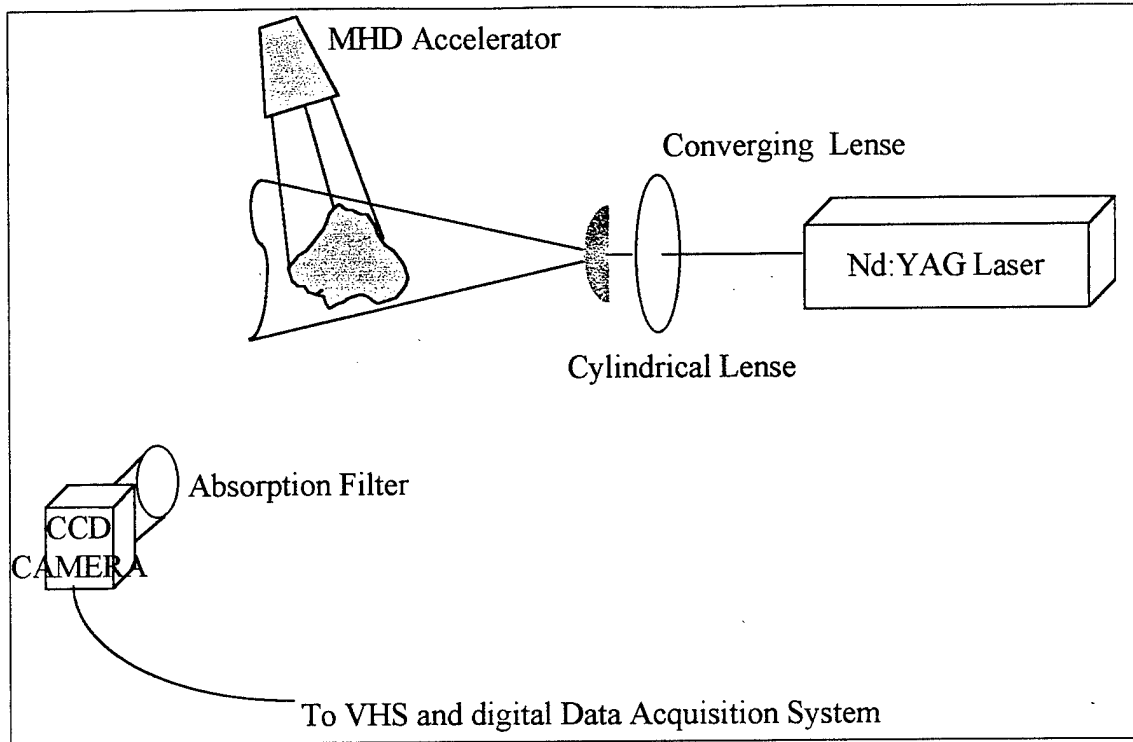 MHD Accelerator
Converging Lense
Nd:YAG Laser
Cylindrical Lense
Absorption Filter
CCD
CAMERA
To VHS and digital Data Acquisition System